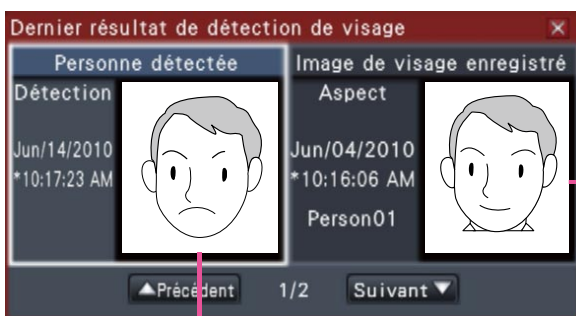 Dernier résultat de détection de visage
Personne détectée
Détection
Jun/14/2010
*10:17:23 AM
Image de visage enregistré
Aspect
Jun/04/2010
*10:16:06 AM
Person01
▲Précédent 1/2 Suivant▼